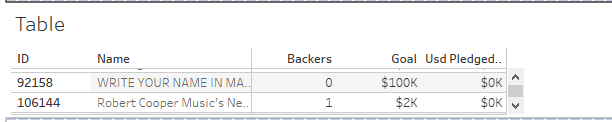 Table
ID Name Backers Goal Usd Pledged..
92158 WRITE YOUR NAME IN MA.. 0 $100K $0K
106144 Robert Cooper Music's Ne.. 1 $2K $0K